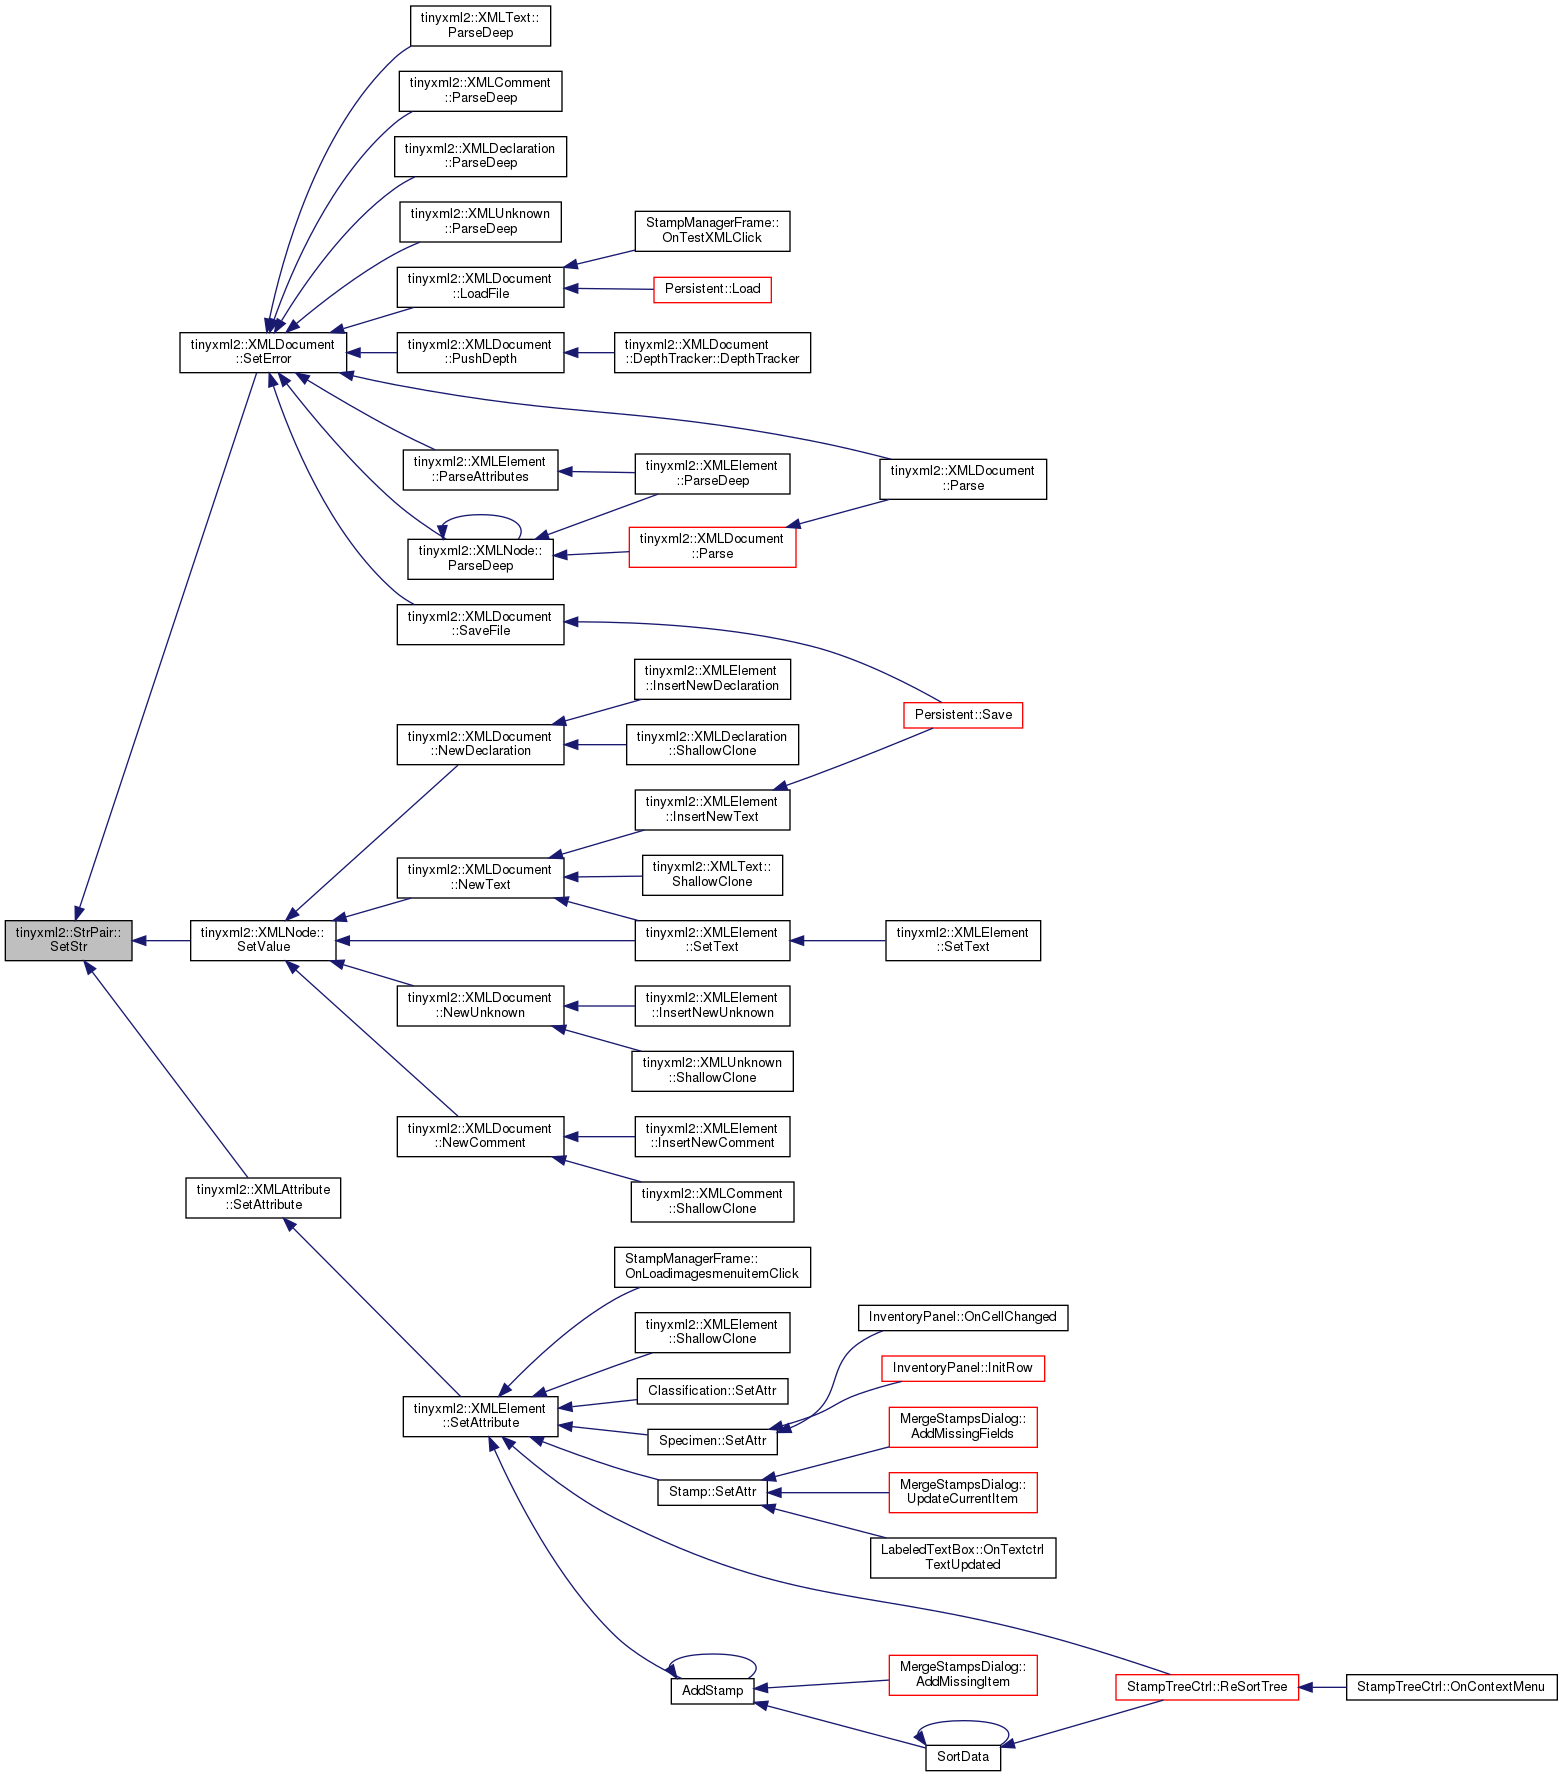 tinyxml2::XMLText::
ParseDeep
tinyxml2::XMLComment
::ParseDeep
tinyxml2::XMLDeclaration
::ParseDeep
tinyxml2::XMLUnknown
::ParseDeep
StampManagerFrame::
OnTestXMLClick
tinyxml2::XMLDocument
::LoadFile
Persistent::Load
tinyxml2::XMLDocument
::SetError
tinyxml2::XMLDocument
::PushDepth
tinyxml2::XMLDocument
::DepthTracker::DepthTracker
tinyxml2::XMLElement
::ParseAttributes
tinyxml2::XMLElement
::ParseDeep
tinyxml2::XMLDocument
::Parse
tinyxml2::XMLNode::
ParseDeep
tinyxml2::XMLDocument
::Parse
tinyxml2::XMLDocument
::SaveFile
tinyxml2::XMLElement
::InsertNewDeclaration
Persistent::Save
tinyxml2::XMLDocument
::NewDeclaration
tinyxml2::XMLDeclaration
::ShallowClone
tinyxml2::XMLElement
::InsertNewText
tinyxml2::XMLDocument
::NewText
tinyxml2::XMLText::
ShallowClone
tinyxml2::StrPair::
SetStr
tinyxml2::XMLNode::
SetValue
tinyxml2::XMLElement
::SetText
tinyxml2::XMLElement
::SetText
tinyxml2::XMLDocument
::NewUnknown
tinyxml2::XMLElement
::InsertNewUnknown
tinyxml2::XMLUnknown
::ShallowClone
tinyxml2::XMLDocument
::NewComment
tinyxml2::XMLElement
::InsertNewComment
tinyxml2::XMLComment
::ShallowClone
tinyxml2::XMLAttribute
::SetAttribute
StampManagerFrame::
OnLoadimagesmenuitemClick
tinyxml2::XMLElement
::ShallowClone
InventoryPanel::OnCellChanged
InventoryPanel::InitRow
Classification::SetAttr
tinyxml2::XMLElement
::SetAttribute
Specimen::SetAttr
MergeStampsDialog::
AddMissingFields
Stamp::SetAttr
MergeStampsDialog::
UpdateCurrentItem
LabeledTextBox::OnTextctrl
TextUpdated
MergeStampsDialog::
AddMissingItem
AddStamp
StampTreeCtrl::ReSortTree
StampTreeCtrl::OnContextMenu
SortData